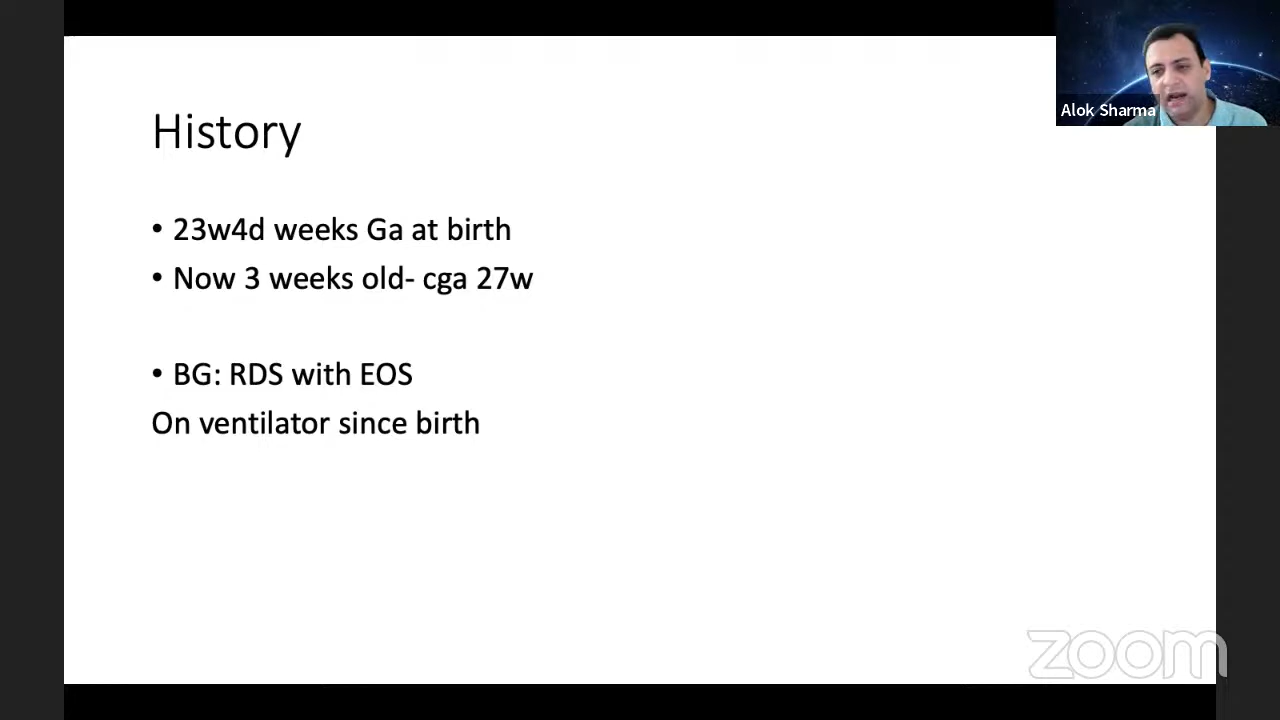 Alok Sharma
History
• 23w4d weeks Ga at birth
• Now 3 weeks old- cga 27w
• BG: RDS with EOS
On ventilator since birth
zoom